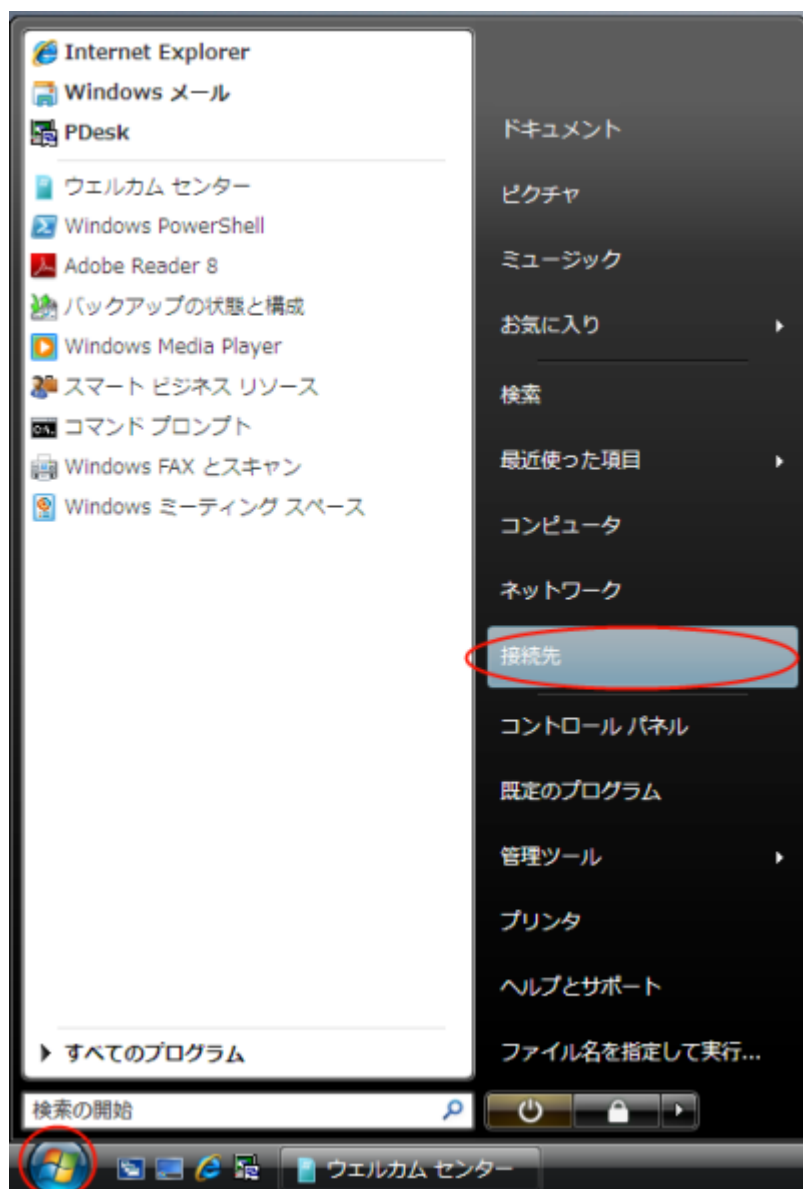 Internet Explorer
Windows メール
PDesk
ウエルカム センター
Windows PowerShell
Adobe Reader 8
バックアップの状態と構成
Windows Media Player
スマート ビジネス リソース
コマンド プロンプト
Windows FAX とスキャン
Windows ミーティング スペース
すべてのプログラム
検索の開始
ドキュメント
ピクチャ
ミュージック
お気に入り
検索
最近使った項目
コンピュータ
ネットワーク
接続先
コントロール パネル
既定のプログラム
管理ツール
プリンタ
ヘルプとサポート
ファイル名を指定して実行...
ウエルカム センター